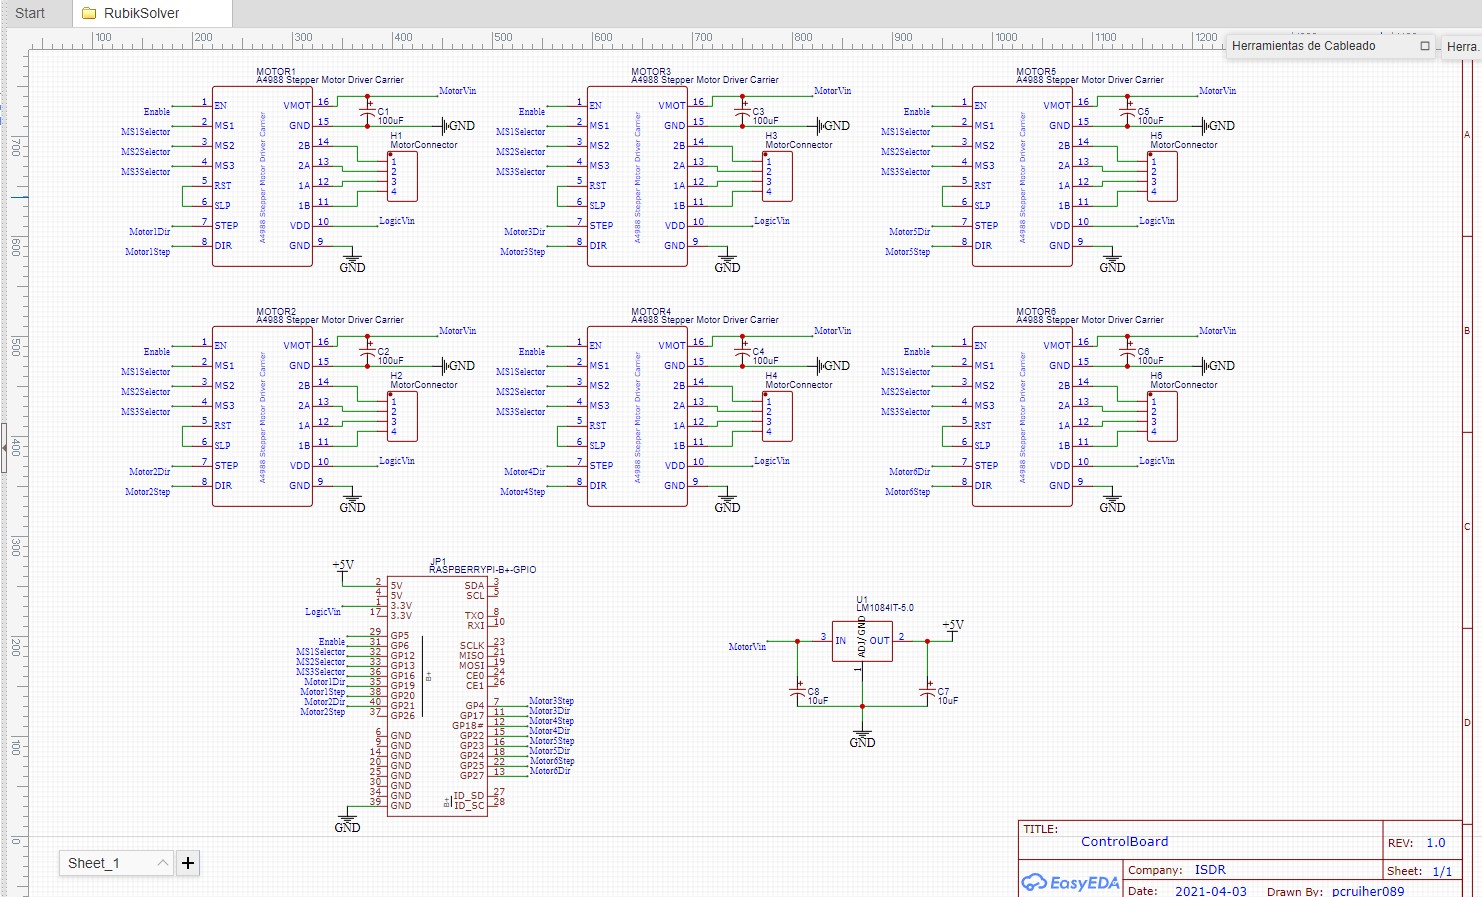 Start
RubikSolver
100 200 300 400 500 600 700 800 900 1000 1100 1200
Herramientas de Cableado
Herra.
MOTOR1
A4988 Stepper Motor Driver Carrier
Enable 1 EN VMOT 16 MotorVin
C1
100uF
MS1Selector 2 MS1 GND 15 GND
MS2Selector 3 MS2 2B 14
H1
MotorConnector
MS3Selector 4 MS3 2A 13
5 RST 1A 12
6 SLP 1B 11
1
2
3
4
Motor1Dir 7 STEP VDD 10 LogicVin
Motor1Step 8 DIR GND 9
GND
A4988 Stepper Motor Driver Carrier
MOTOR3
A4988 Stepper Motor Driver Carrier
Enable 1 EN VMOT 16 MotorVin
C3
100uF
MS1Selector 2 MS1 GND 15 GND
MS2Selector 3 MS2 2B 14
H3
MotorConnector
MS3Selector 4 MS3 2A 13
5 RST 1A 12
6 SLP 1B 11
1
2
3
4
Motor3Dir 7 STEP VDD 10 LogicVin
Motor3Step 8 DIR GND 9
GND
A4988 Stepper Motor Driver Carrier
MOTOR5
A4988 Stepper Motor Driver Carrier
Enable 1 EN VMOT 16 MotorVin
C5
100uF
MS1Selector 2 MS1 GND 15 GND
MS2Selector 3 MS2 2B 14
H5
MotorConnector
MS3Selector 4 MS3 2A 13
5 RST 1A 12
6 SLP 1B 11
1
2
3
4
Motor5Dir 7 STEP VDD 10 LogicVin
Motor5Step 8 DIR GND 9
GND
A4988 Stepper Motor Driver Carrier
MOTOR2
A4988 Stepper Motor Driver Carrier
Enable 1 EN VMOT 16 MotorVin
C2
100uF
MS1Selector 2 MS1 GND 15 GND
MS2Selector 3 MS2 2B 14
H2
MotorConnector
MS3Selector 4 MS3 2A 13
5 RST 1A 12
6 SLP 1B 11
1
2
3
4
Motor2Dir 7 STEP VDD 10 LogicVin
Motor2Step 8 DIR GND 9
GND
A4988 Stepper Motor Driver Carrier
MOTOR4
A4988 Stepper Motor Driver Carrier
Enable 1 EN VMOT 16 MotorVin
C4
100uF
MS1Selector 2 MS1 GND 15 GND
MS2Selector 3 MS2 2B 14
H4
MotorConnector
MS3Selector 4 MS3 2A 13
5 RST 1A 12
6 SLP 1B 11
1
2
3
4
Motor4Dir 7 STEP VDD 10 LogicVin
Motor4Step 8 DIR GND 9
GND
A4988 Stepper Motor Driver Carrier
MOTOR6
A4988 Stepper Motor Driver Carrier
Enable 1 EN VMOT 16 MotorVin
C6
100uF
MS1Selector 2 MS1 GND 15 GND
MS2Selector 3 MS2 2B 14
H6
MotorConnector
MS3Selector 4 MS3 2A 13
5 RST 1A 12
6 SLP 1B 11
1
2
3
4
Motor6Dir 7 STEP VDD 10 LogicVin
Motor6Step 8 DIR GND 9
GND
A4988 Stepper Motor Driver Carrier
700
600
500
400
300
200
100
0
A
B
C
D
JP1
RASPBERRYPI-B+-GPIO
+5V
2 5V SDA 3
4 5V SCL 5
1 3.3V
LogicVin 17 3.3V TXO 8
RXI 10
29 GP5
Enable 31 GP6 SCLK 23
MS1Selector 32 GP12 MISO 21
MS2Selector 33 GP13 MOSI 19
MS3Selector 36 GP16 CE0 24
Motor1Dir 35 GP19 CE1 26
Motor1Step 38 GP20
Motor2Dir 40 GP21 GP4 7 Motor3Step
Motor2Step 37 GP26 GP17 11 Motor3Dir
GP18# 12 Motor4Step
6 GND GP22 15 Motor4Dir
9 GND GP23 16 Motor5Step
14 GND GP24 18 Motor5Dir
20 GND GP25 22 Motor6Step
25 GND GP27 13 Motor6Dir
30 GND
34 GND ID_SD 27
39 GND ID_SC 28
B+
B+
GND
U1
LM1084IT-5.0
MotorVin 3 IN ADJ/GND OUT 2 +5V
1
C8
10uF
C7
10uF
GND
Sheet_1
+
TITLE:
ControlBoard
REV: 1.0
EasyEDA
Company: ISDR
Sheet: 1/1
Date: 2021-04-03 Drawn By: pcruiher089